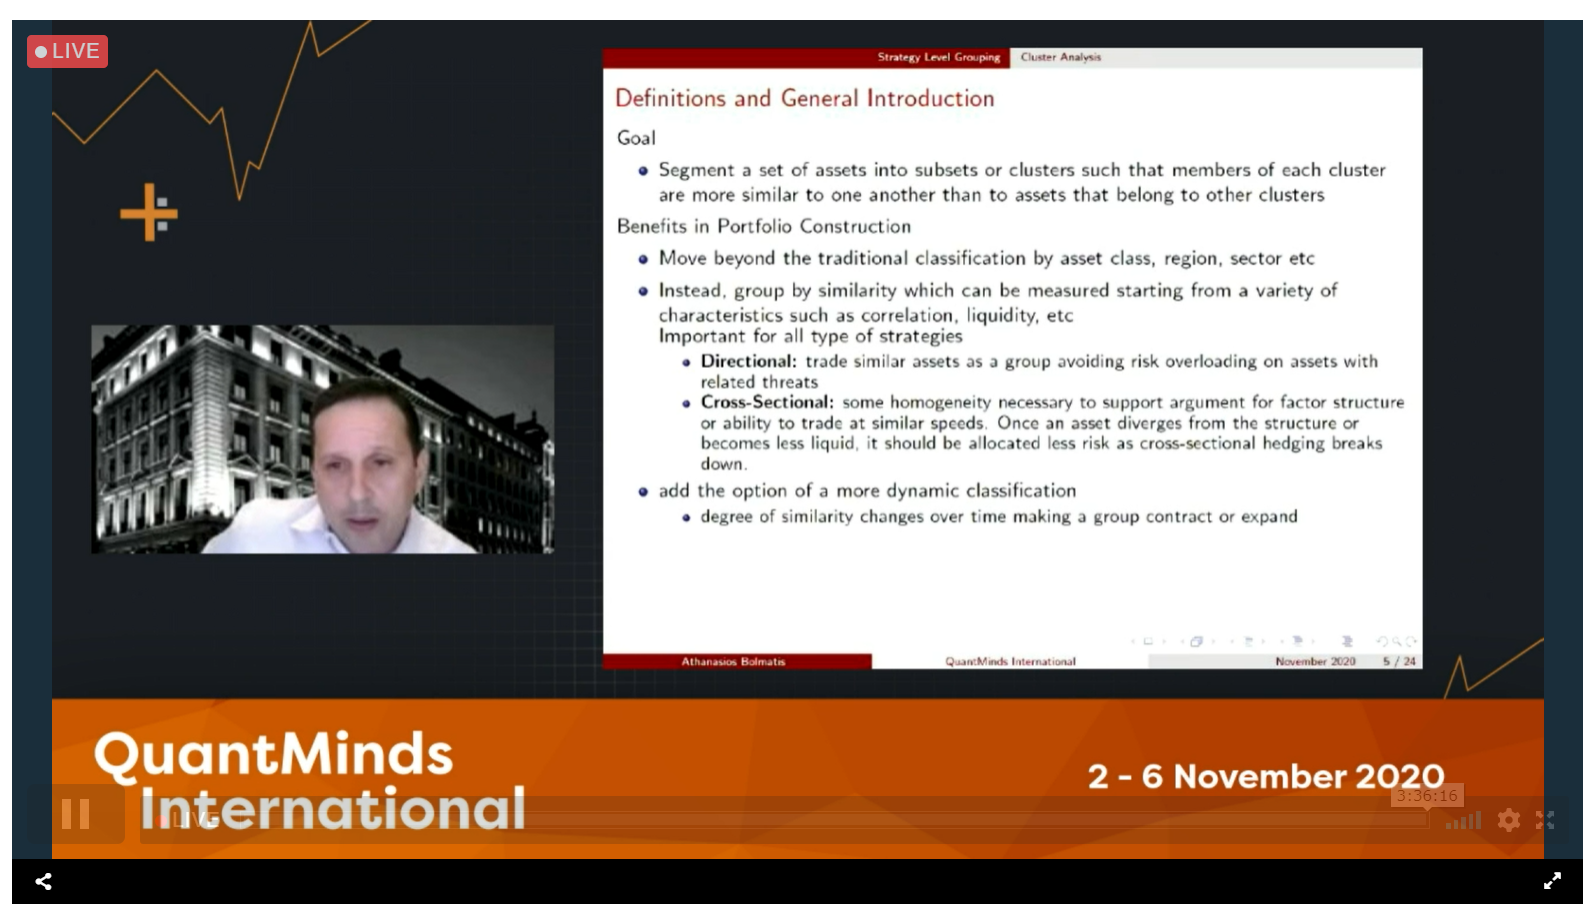 LIVE
Strategy Level Grouping Cluster Analysis
Definitions and General Introduction
Goal
Segment a set of assets into subsets or clusters such that members of each cluster
are more similar to one another than to assets that belong to other clusters
Benefits in Portfolio Construction
Move beyond the traditional classification by asset class, region, sector etc
Instead, group by similarity which can be measured starting from a variety of
characteristics such as correlation, liquidity, etc
Important for all type of strategies
Directional: trade similar assets as a group avoiding risk overloading on assets with
related threats
Cross-Sectional: some homogeneity necessary to support argument for factor structure
or ability to trade at similar speeds. Once an asset diverges from the structure or
becomes less liquid, it should be allocated less risk as cross-sectional hedging breaks
down.
add the option of a more dynamic classification
degree of similarity changes over time making a group contract or expand
Athanasios Bolmatis QuantMinds International November 2020 5 / 24
QuantMinds
International
2 - 6 November 2020
3:36:16
LIVE